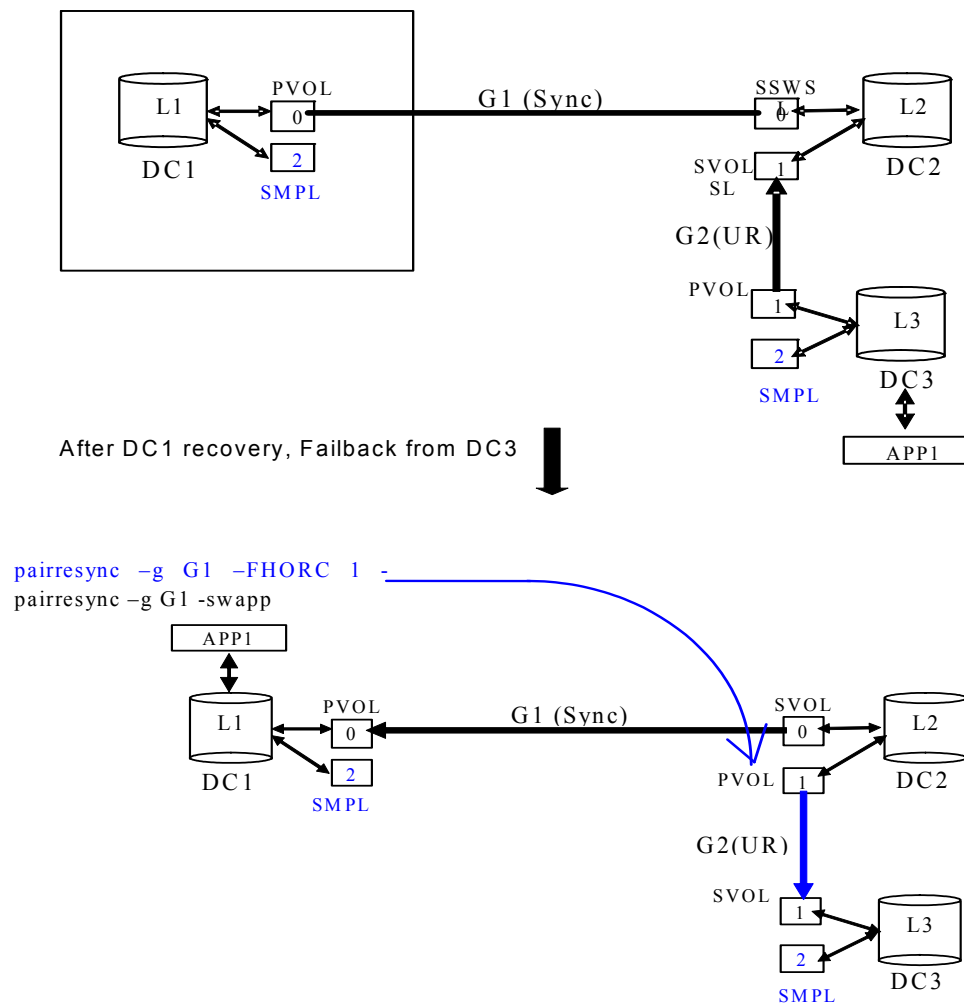 PVOL
G1 (Sync)
SSWS
L
L1
0
0
L2
DC1
2
SMPL
SVOL
SL
1
DC2
G2(UR)
PVOL
1
L3
2
SMPL
DC3
After DC1 recovery, Failback from DC3
APP1
pairresync –g G1 –FHORC 1 -
pairresync –g G1 -swapp
APP1
PVOL
G1 (Sync)
SVOL
L1
0
0
L2
DC1
2
SMPL
PVOL
1
DC2
G2(UR)
SVOL
1
L3
2
SMPL
DC3